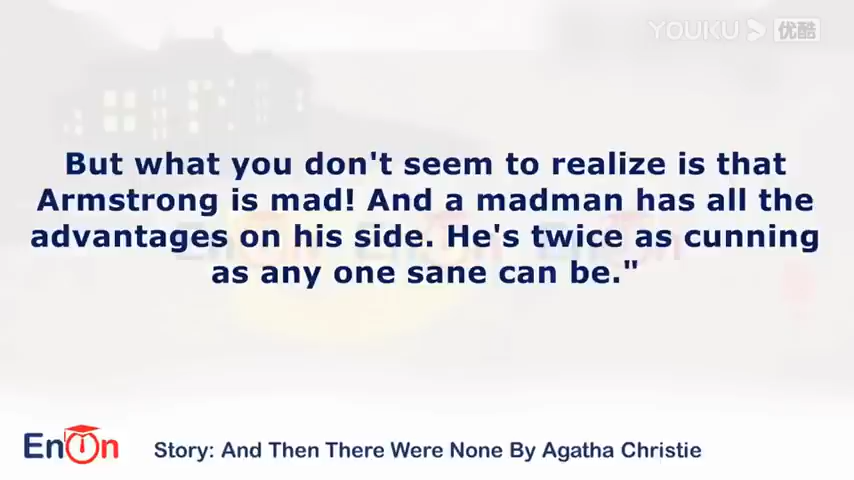 YOUKU 优酷
But what you don't seem to realize is that
Armstrong is mad! And a madman has all the
advantages on his side. He's twice as cunning
as any one sane can be."
EnOn
Story: And Then There Were None By Agatha Christie